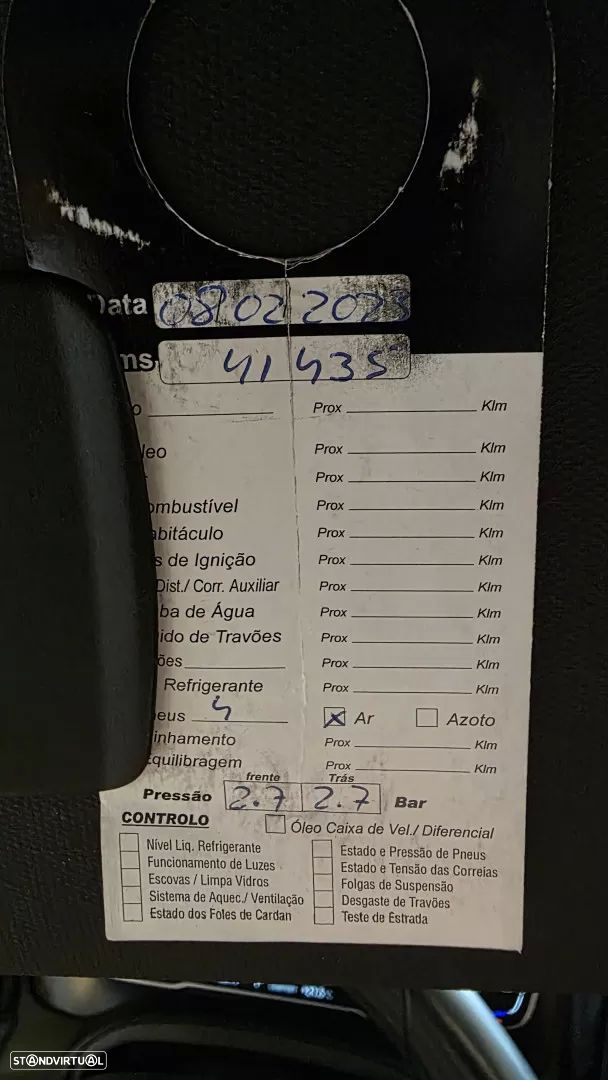 Data 08 02 2023
ms 41 435
o Prox Klm
leo Prox Klm
Prox Klm
ombustível Prox Klm
abitáculo Prox Klm
s de Ignição Prox Klm
Dist./ Corr. Auxiliar Prox Klm
ba de Água Prox Klm
ido de Travões Prox Klm
ões Prox Klm
Refrigerante Prox Klm
eus 4 Ar Azoto
inhamento Prox Klm
quilibragem Prox Klm
frente Trás
Pressão 2.7 2.7 Bar
CONTROLO Óleo Caixa de Vel./ Diferencial
Nível Liq. Refrigerante Estado e Pressão de Pneus
Funcionamento de Luzes Estado e Tensão das Correias
Escovas / Limpa Vidros Folgas de Suspensão
Sistema de Aquec./ Ventilação Desgaste de Travões
Estado dos Foles de Cardan Teste de Estrada
STANDVIRTUAL